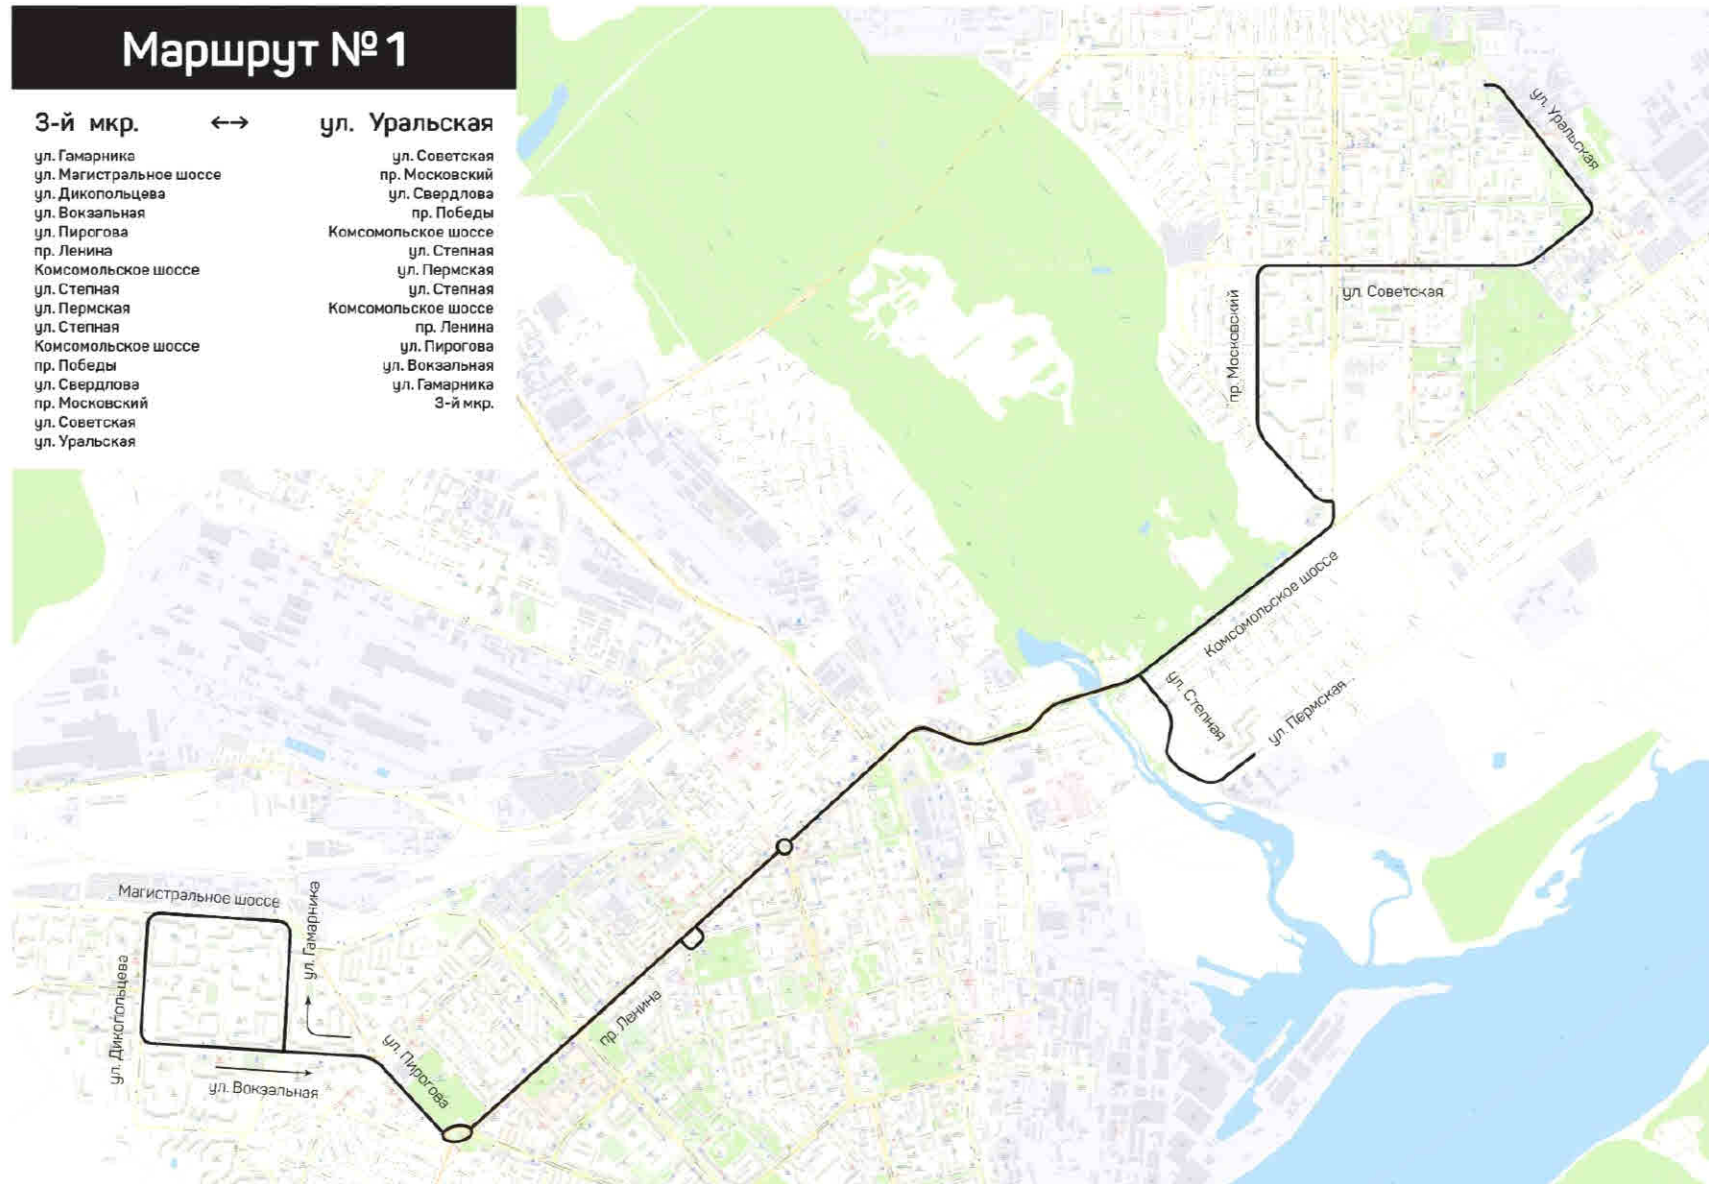 Маршрут № 1
3-й мкр. ←→ ул. Уральская
ул. Гамарника
ул. Магистральное шоссе
ул. Дикопольцева
ул. Вокзальная
ул. Пирогова
пр. Ленина
Комсомольское шоссе
ул. Степная
ул. Пермская
ул. Степная
Комсомольское шоссе
пр. Победы
ул. Свердлова
пр. Московский
ул. Советская
ул. Уральская
ул. Советская
пр. Московский
ул. Свердлова
пр. Победы
Комсомольское шоссе
ул. Степная
ул. Пермская
ул. Степная
Комсомольское шоссе
пр. Ленина
ул. Пирогова
ул. Вокзальная
ул. Гамарника
3-й мкр.
ул. Уральская
ул. Советская
пр. Московский
Комсомольское шоссе
ул. Степная
ул. Пермская
Магистральное шоссе
ул. Гамарника
ул. Дикопольцева
пр. Ленина
ул. Пирогова
ул. Вокзальная